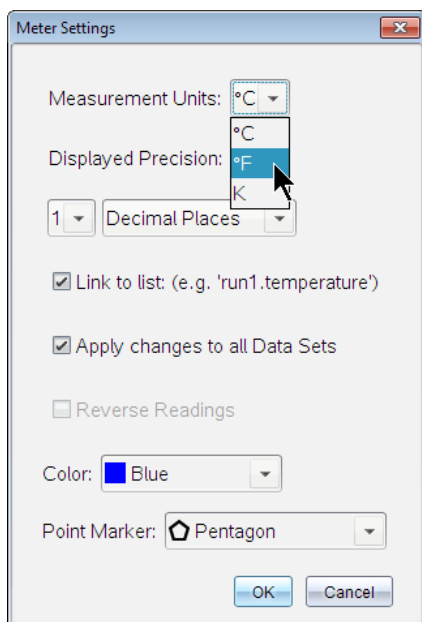 Meter Settings
Measurement Units: °C
°C
Displayed Precision: °F
K
1 Decimal Places
Link to list: (e.g. 'run1.temperature')
Apply changes to all Data Sets
Reverse Readings
Color: Blue
Point Marker: Pentagon
OK Cancel